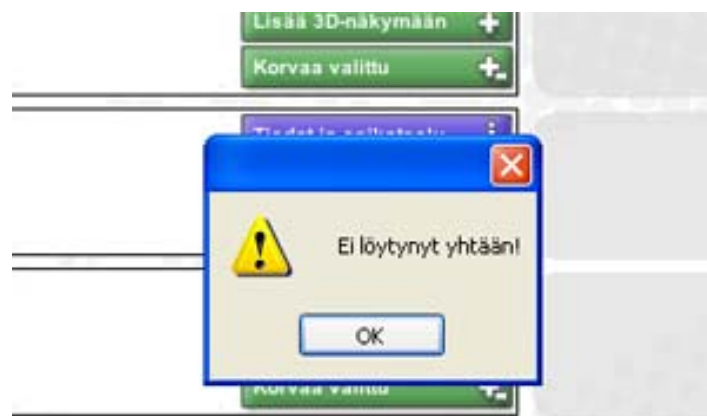 Lisää 3D-näkymään
Korvaa valittu
Ei löytynyt yhtään!
OK
Korvaa valittu